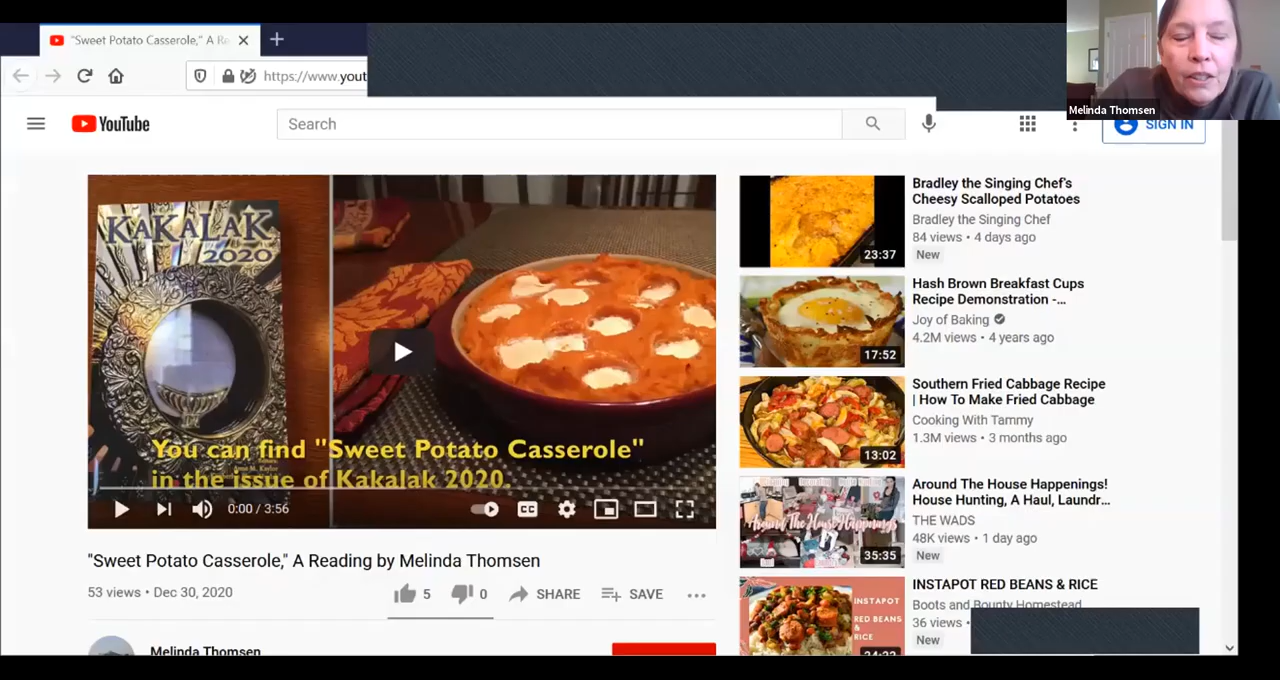 "Sweet Potato Casserole," A Re
https://www.yout
YouTube
Search
SIGN IN
Melinda Thomsen
KAKALAK
2020
You can find "Sweet Potato Casserole"
in the issue of Kakalak 2020.
0:00 / 3:56
CC
"Sweet Potato Casserole," A Reading by Melinda Thomsen
53 views • Dec 30, 2020
5
0
SHARE
SAVE
Melinda Thomsen
23:37
Bradley the Singing Chef's
Cheesy Scalloped Potatoes
Bradley the Singing Chef
84 views • 4 days ago
New
17:52
Hash Brown Breakfast Cups
Recipe Demonstration -...
Joy of Baking
4.2M views • 4 years ago
13:02
Southern Fried Cabbage Recipe
| How To Make Fried Cabbage
Cooking With Tammy
1.3M views • 3 months ago
Around The House Happenings
35:35
Around The House Happenings!
House Hunting, A Haul, Laundr...
THE WADS
48K views • 1 day ago
New
INSTAPOT
RED BEANS
&
RICE
INSTAPOT RED BEANS & RICE
Boots and Bounty Homestead
36 views •
New